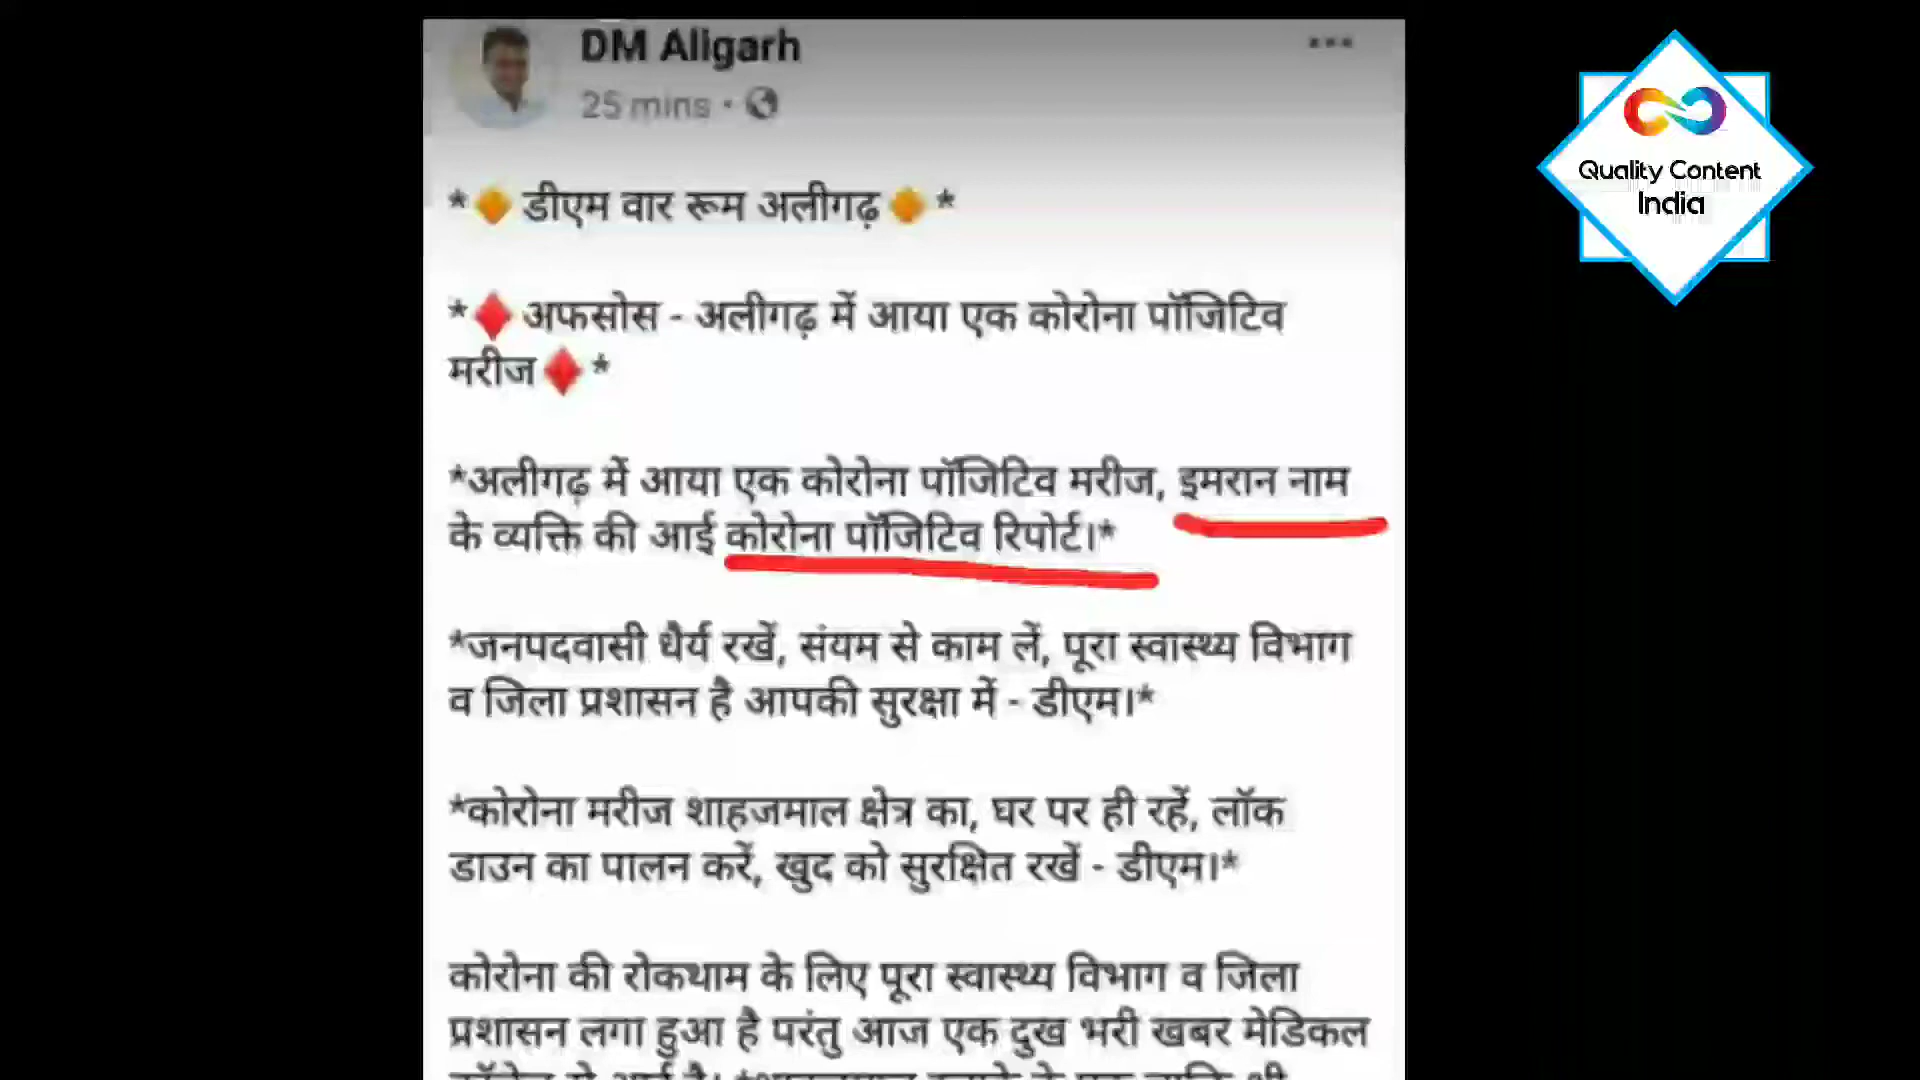 DM Aligarh
25 mins
*🔶 डीएम वार रूम अलीगढ़ 🔶*
*♦️ अफसोस - अलीगढ़ में आया एक कोरोना पॉजिटिव
मरीज ♦️*
*अलीगढ़ में आया एक कोरोना पॉजिटिव मरीज, इमरान नाम
के व्यक्ति की आई कोरोना पॉजिटिव रिपोर्ट।*
*जनपदवासी धैर्य रखें, संयम से काम लें, पूरा स्वास्थ्य विभाग
व जिला प्रशासन है आपकी सुरक्षा में - डीएम।*
*कोरोना मरीज शाहजमाल क्षेत्र का, घर पर ही रहें, लॉक
डाउन का पालन करें, खुद को सुरक्षित रखें - डीएम।*
कोरोना की रोकथाम के लिए पूरा स्वास्थ्य विभाग व जिला
प्रशासन लगा हुआ है परंतु आज एक दुख भरी खबर मेडिकल
Quality Content
India